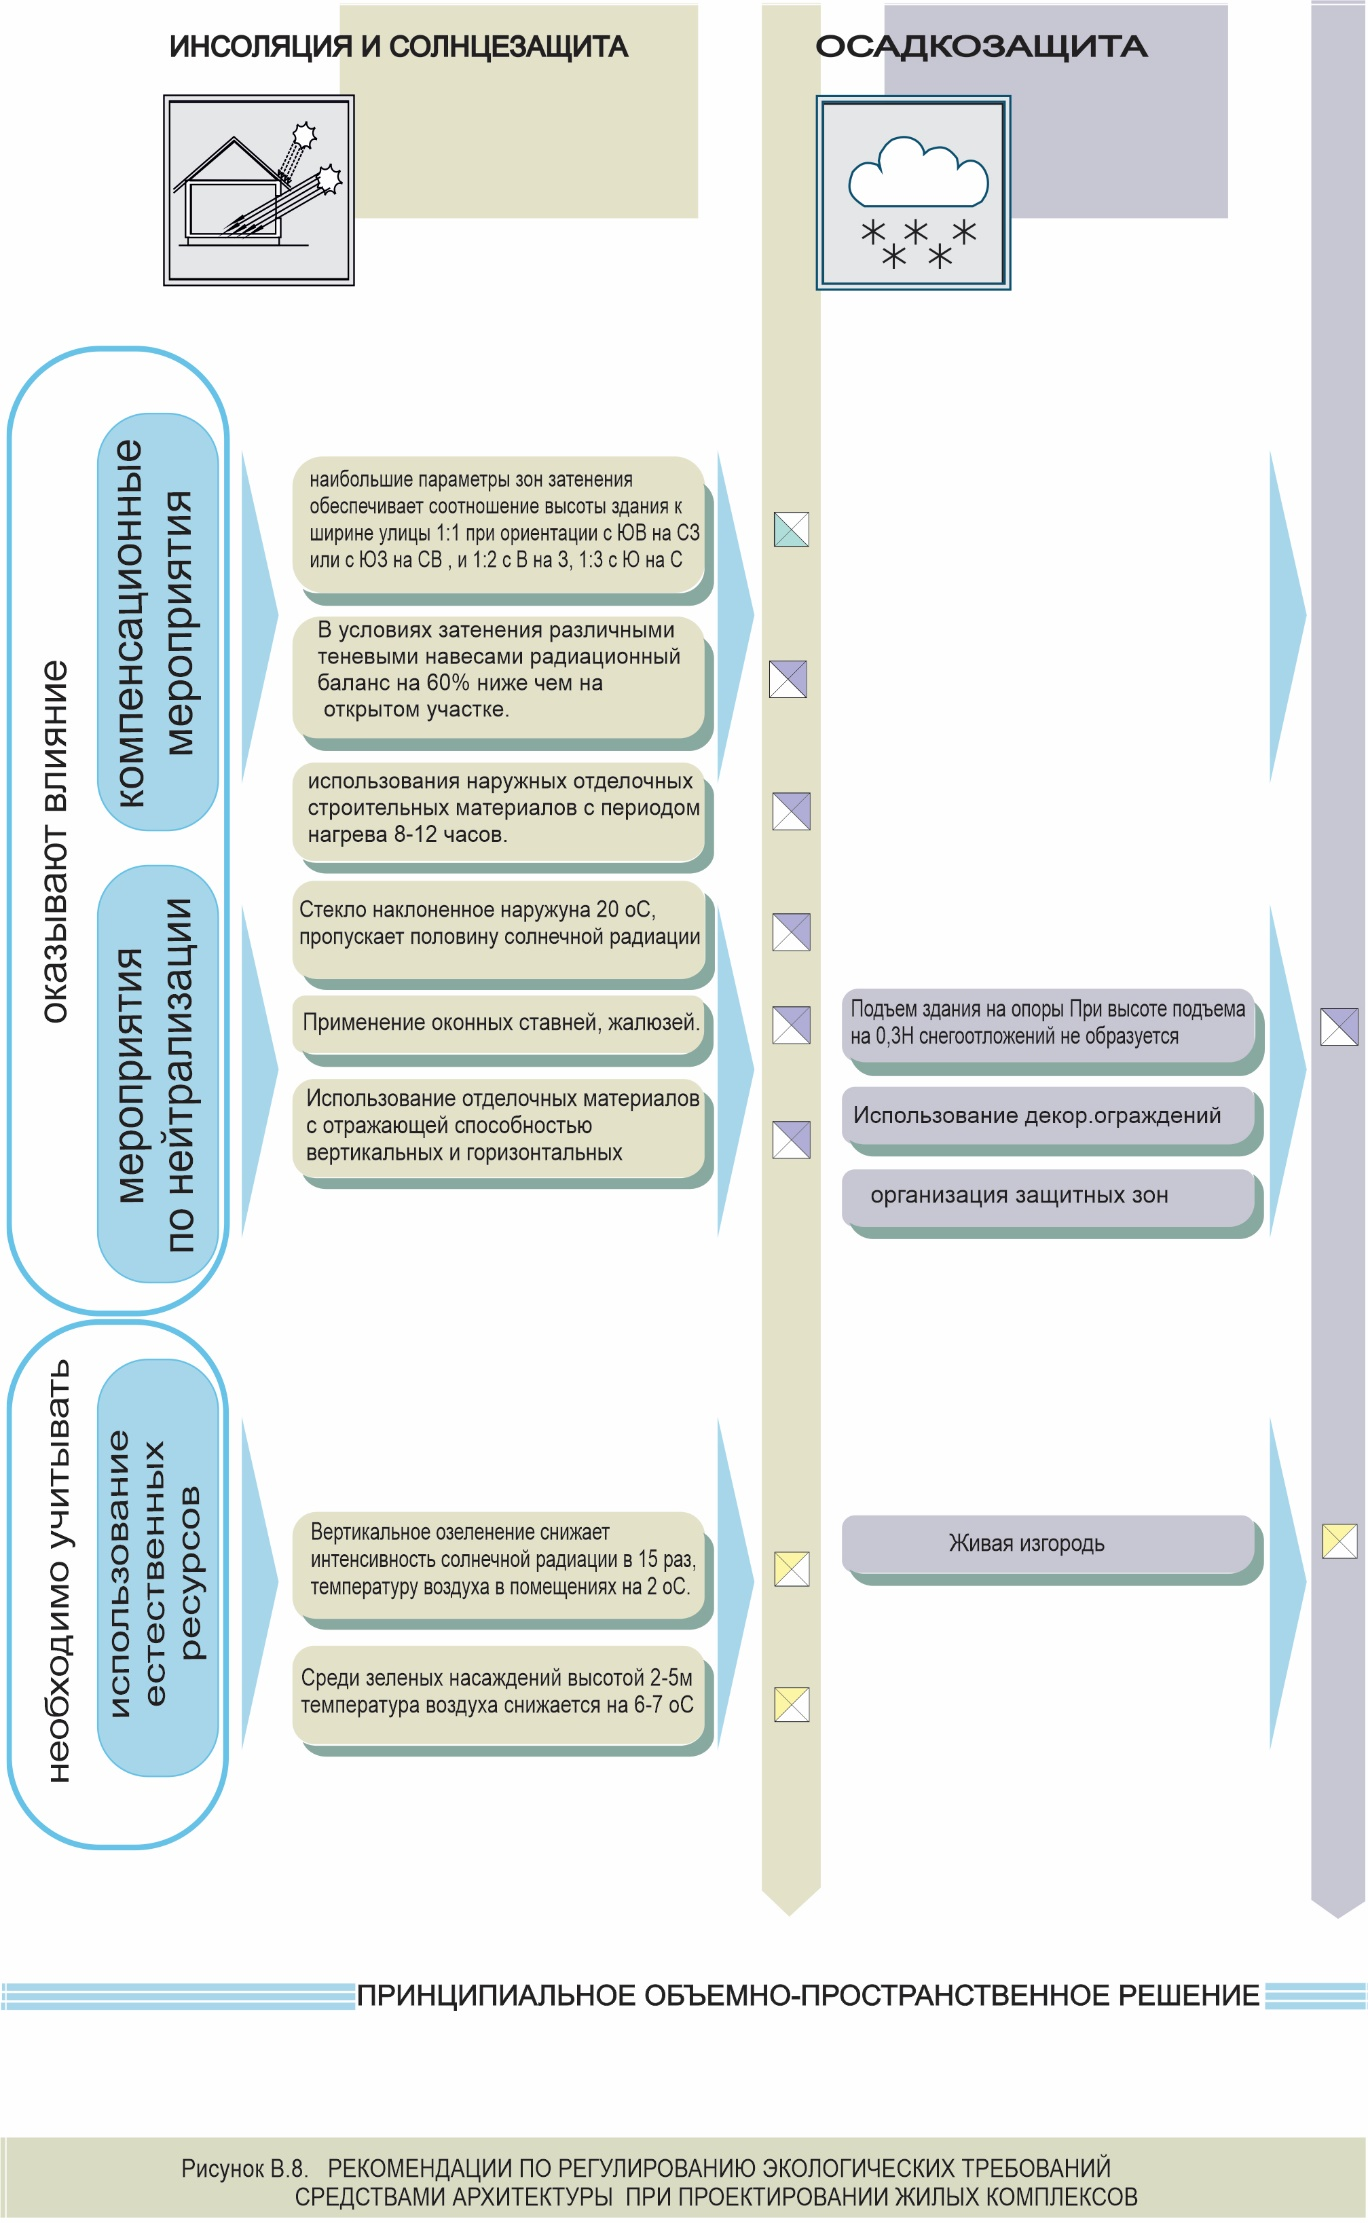 ИНСОЛЯЦИЯ И СОЛНЦЕЗАЩИТА
ОСАДКОЗАЩИТА
оказывают влияние
компенсационные
мероприятия
наибольшие параметры зон затенения
обеспечивает соотношение высоты здания к
ширине улицы 1:1 при ориентации с ЮВ на СЗ
или с ЮЗ на СВ , и 1:2 с В на З, 1:3 с Ю на С
В условиях затенения различными
теневыми навесами радиационный
баланс на 60% ниже чем на
открытом участке.
использования наружных отделочных
строительных материалов с периодом
нагрева 8-12 часов.
мероприятия
по нейтрализации
Стекло наклоненное наружуна 20 оС,
пропускает половину солнечной радиации
Применение оконных ставней, жалюзей.
Использование отделочных материалов
с отражающей способностью
вертикальных и горизонтальных
Подъем здания на опоры При высоте подъема
на 0,3Н снегоотложений не образуется
Использование декор.ограждений
организация защитных зон
необходимо учитывать
использование
естественных
ресурсов
Вертикальное озеленение снижает
интенсивность солнечной радиации в 15 раз,
температуру воздуха в помещениях на 2 оС.
Среди зеленых насаждений высотой 2-5м
температура воздуха снижается на 6-7 оС
Живая изгородь
ПРИНЦИПИАЛЬНОЕ ОБЪЕМНО-ПРОСТРАНСТВЕННОЕ РЕШЕНИЕ
Рисунок В.8. РЕКОМЕНДАЦИИ ПО РЕГУЛИРОВАНИЮ ЭКОЛОГИЧЕСКИХ ТРЕБОВАНИЙ
СРЕДСТВАМИ АРХИТЕКТУРЫ ПРИ ПРОЕКТИРОВАНИИ ЖИЛЫХ КОМПЛЕКСОВ